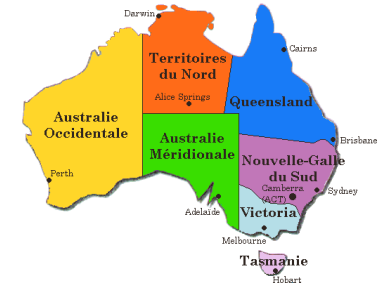 Darwin
Cairns
Territoires
du Nord
Alice Springs
Queensland
Australie
Occidentale
Australie
Méridionale
Brisbane
Nouvelle-Galle
du Sud
Perth
Camberra
(ACT)
Sydney
Adelaïde
Victoria
Melbourne
Tasmanie
Hobart